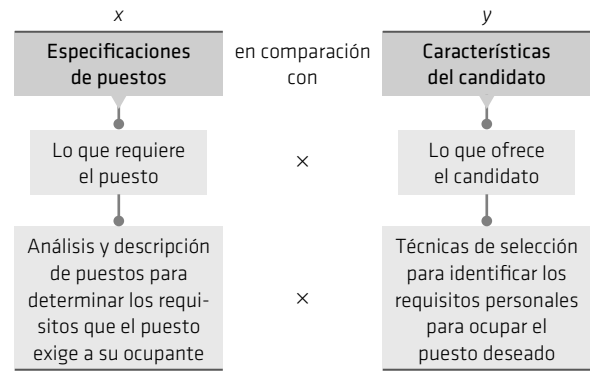 x
Especificaciones
de puestos
en comparación
con
y
Características
del candidato
Lo que requiere
el puesto
×
Lo que ofrece
el candidato
Análisis y descripción
de puestos para
determinar los requi-
sitos que el puesto
exige a su ocupante
×
Técnicas de selección
para identificar los
requisitos personales
para ocupar el
puesto deseado